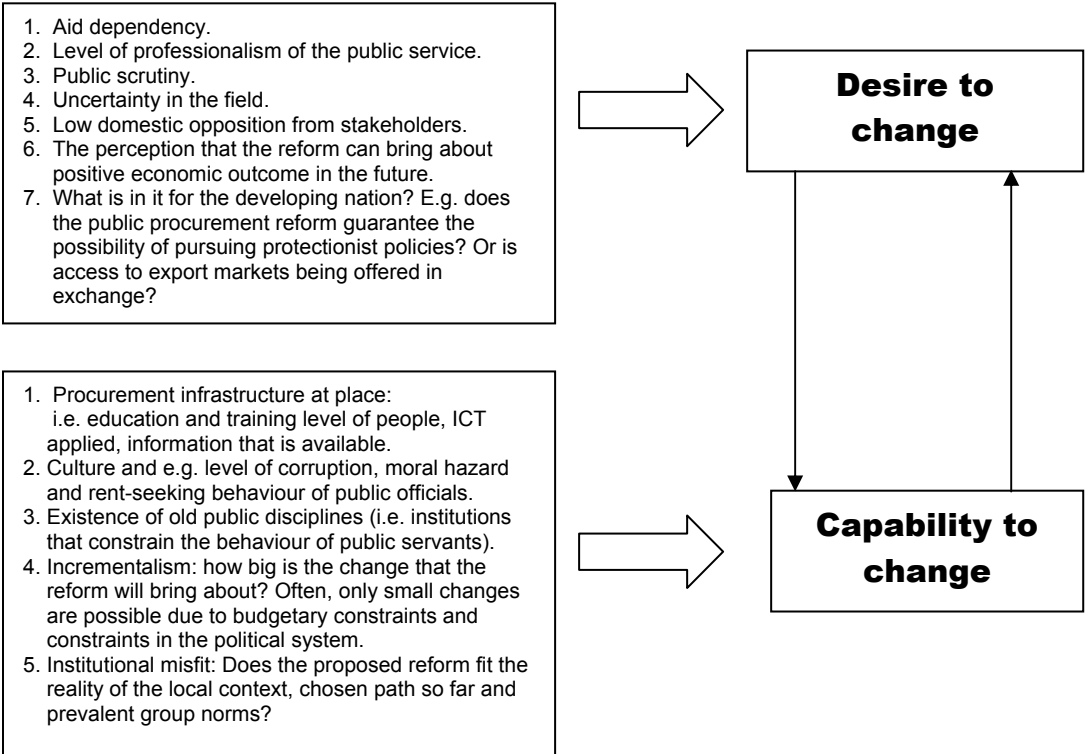 1. Aid dependency.
2. Level of professionalism of the public service.
3. Public scrutiny.
4. Uncertainty in the field.
5. Low domestic opposition from stakeholders.
6. The perception that the reform can bring about
positive economic outcome in the future.
7. What is in it for the developing nation? E.g. does
the public procurement reform guarantee the
possibility of pursuing protectionist policies? Or is
access to export markets being offered in
exchange?
Desire to
change
1. Procurement infrastructure at place:
i.e. education and training level of people, ICT
applied, information that is available.
2. Culture and e.g. level of corruption, moral hazard
and rent-seeking behaviour of public officials.
3. Existence of old public disciplines (i.e. institutions
that constrain the behaviour of public servants).
4. Incrementalism: how big is the change that the
reform will bring about? Often, only small changes
are possible due to budgetary constraints and
constraints in the political system.
5. Institutional misfit: Does the proposed reform fit the
reality of the local context, chosen path so far and
prevalent group norms?
Capability to
change